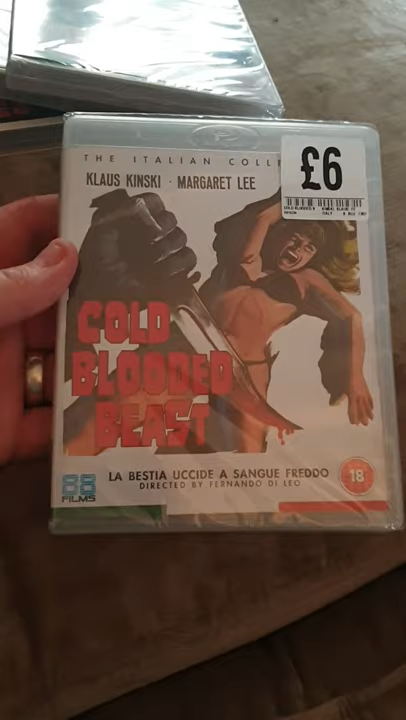 THE ITALIAN COLLE
£6
KLAUS KINSKI · MARGARET LEE
COLD
BLOODED
BEAST
LA BESTIA UCCIDE A SANGUE FREDDO
DIRECTED BY FERNANDO DI LEO
88
FILMS
18